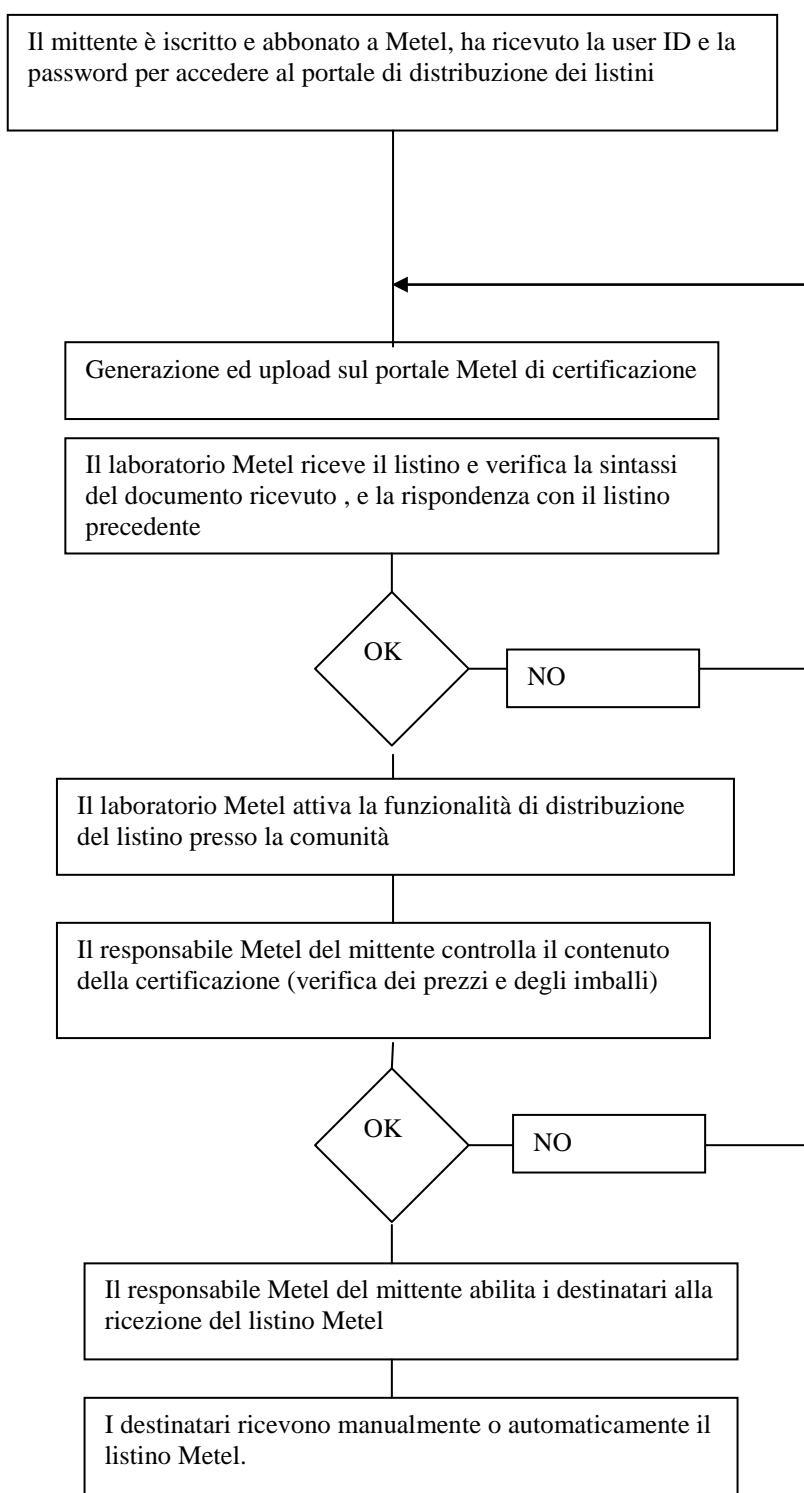 Il mittente è iscritto e abbonato a Metel, ha ricevuto la user ID e la
password per accedere al portale di distribuzione dei listini
Generazione ed upload sul portale Metel di certificazione
Il laboratorio Metel riceve il listino e verifica la sintassi
del documento ricevuto , e la rispondenza con il listino
precedente
OK
NO
Il laboratorio Metel attiva la funzionalità di distribuzione
del listino presso la comunità
Il responsabile Metel del mittente controlla il contenuto
della certificazione (verifica dei prezzi e degli imballi)
OK
NO
Il responsabile Metel del mittente abilita i destinatari alla
ricezione del listino Metel
I destinatari ricevono manualmente o automaticamente il
listino Metel.